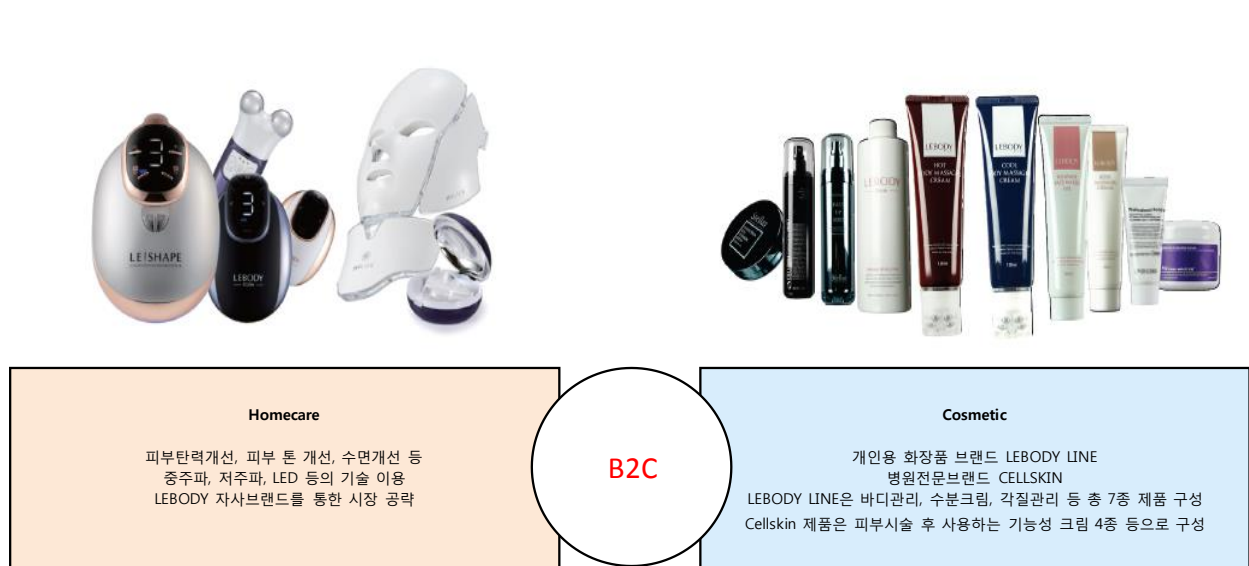 LE!SHAPE
LEBODY
LEBODY
LEBODY
LEBODY
HOT
BODY MASSAGE
CREAM
COOL
BODY MASSAGE
CREAM
Homecare
피부탄력개선, 피부 톤 개선, 수면개선 등
중주파, 저주파, LED 등의 기술 이용
LEBODY 자사브랜드를 통한 시장 공략
B2C
Cosmetic
개인용 화장품 브랜드 LEBODY LINE
병원전문브랜드 CELLSKIN
LEBODY LINE은 바디관리, 수분크림, 각질관리 등 총 7종 제품 구성
Cellskin 제품은 피부시술 후 사용하는 기능성 크림 4종 등으로 구성